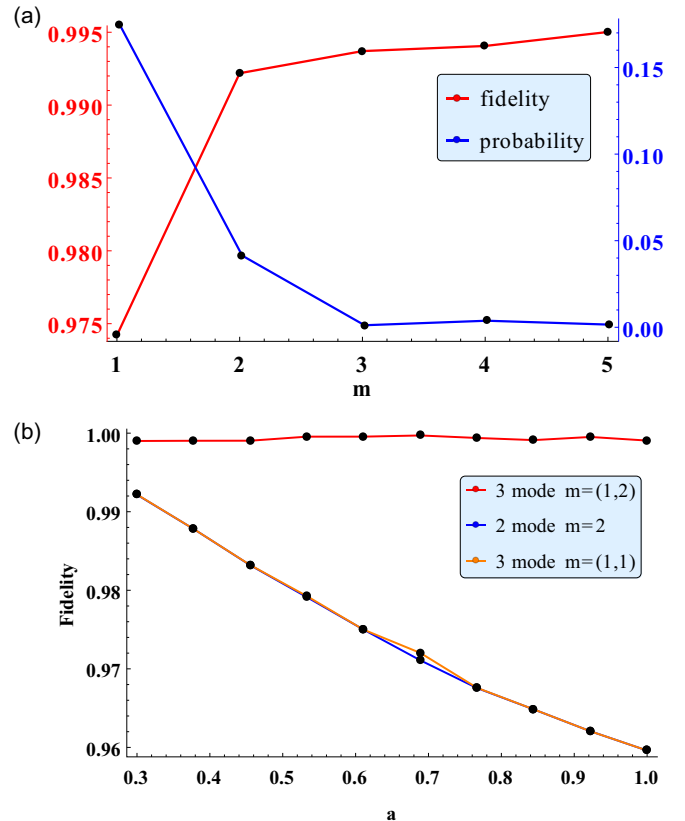 (a)
0.995
0.990
0.985
0.980
0.975
0.15
0.10
0.05
0.00
fidelity
probability
1 2 3 4 5
m
(b)
1.00
0.99
0.98
0.97
0.96
Fidelity
3 mode m=(1,2)
2 mode m=2
3 mode m=(1,1)
0.3 0.4 0.5 0.6 0.7 0.8 0.9 1.0
a